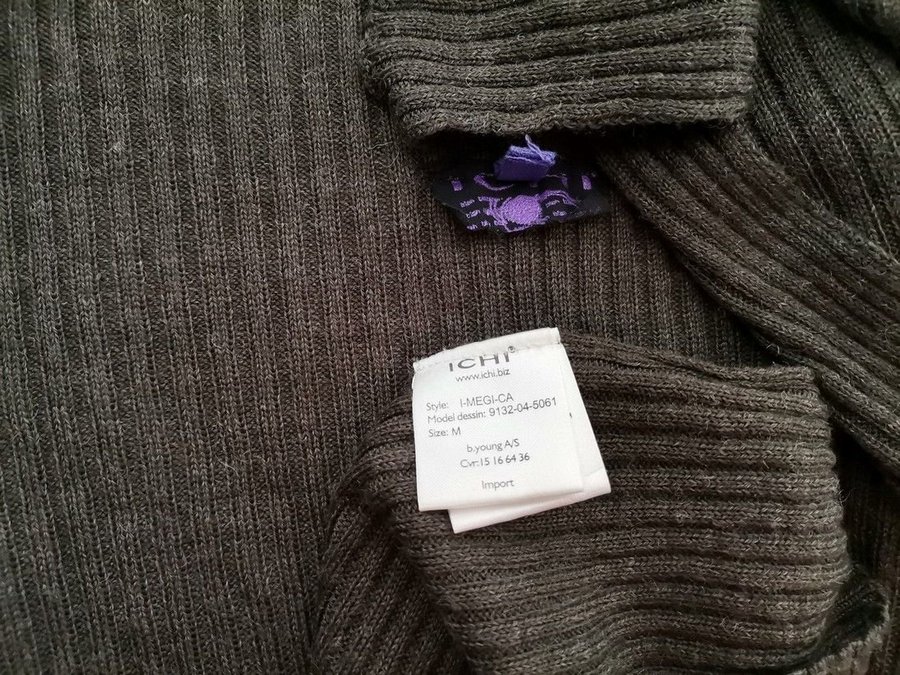 ICHI®
www.ichi.biz
Style: I-MEGI-CA
Model dessin: 9132-04-5061
Size: M
b.young A/S
Cvr:15 16 64 36
Import